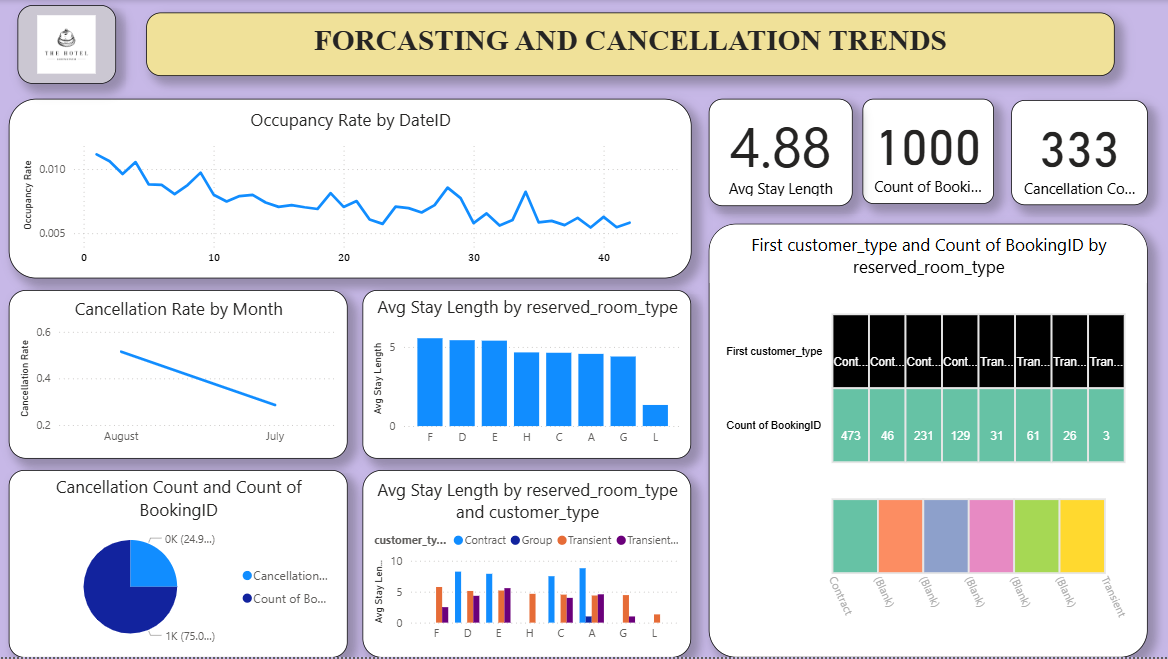 THE HOTEL
FORCASTING AND CANCELLATION TRENDS
Occupancy Rate by DateID
Occupancy Rate
0.010
0.005
0
10
20
30
40
4.88
Avg Stay Length
1000
Count of Booki...
333
Cancellation Co...
Cancellation Rate by Month
Cancellation Rate
0.6
0.4
0.2
August
July
Avg Stay Length by reserved_room_type
Avg Stay Length
5
0
F D E H C A G L
First customer_type and Count of BookingID by
reserved_room_type
First customer_type
Cont... Cont... Cont... Cont... Tran... Tran... Tran... Tran...
Count of BookingID
473 46 231 129 31 61 26 3
Contract
(Blank)
(Blank)
(Blank)
(Blank)
(Blank)
Transient
Cancellation Count and Count of
BookingID
0K (24.9...)
1K (75.0...)
Cancellation...
Count of Bo...
Avg Stay Length by reserved_room_type
and customer_type
customer_ty... Contract Group Transient Transient...
Avg Stay Len...
10
5
0
F D E H C A G L